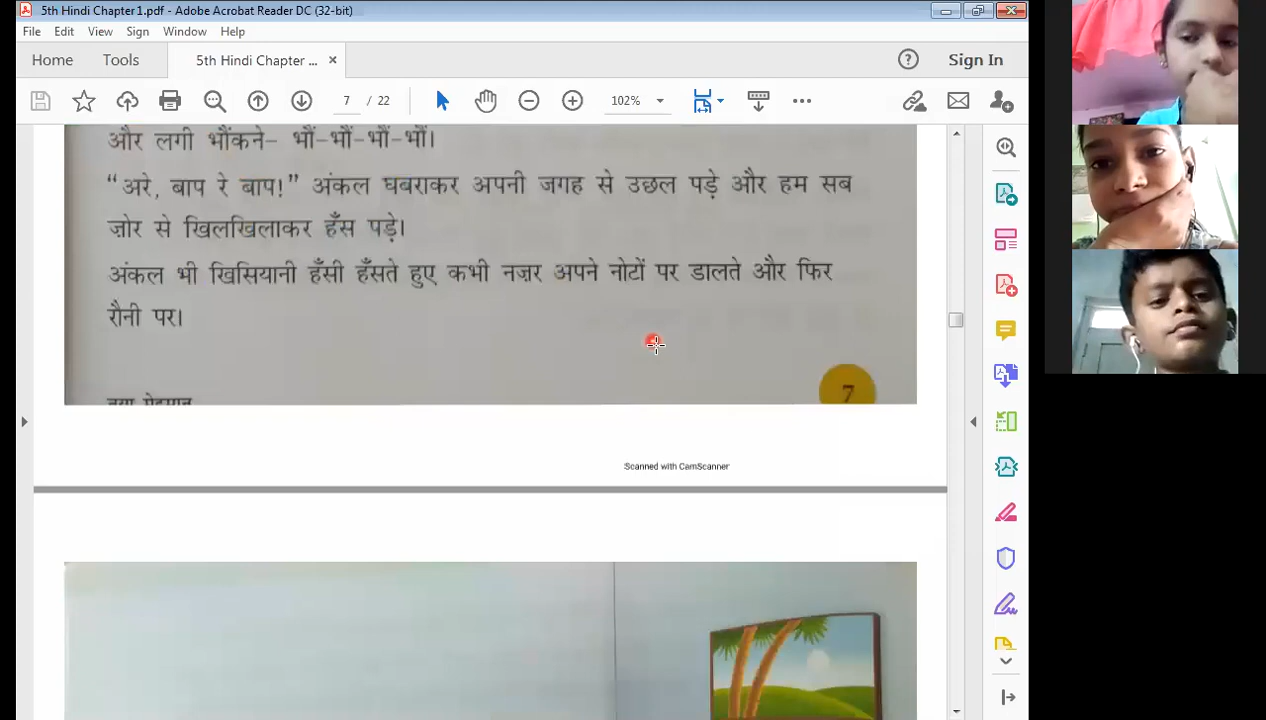 5th Hindi Chapter 1.pdf - Adobe Acrobat Reader DC (32-bit)
File Edit View Sign Window Help
Home Tools 5th Hindi Chapter ... × Sign In
7 / 22 102%
और लगी भौंकने- भौं-भौं-भौं-भौं।
“अरे, बाप रे बाप!” अंकल घबराकर अपनी जगह से उछल पड़े और हम सब
ज़ोर से खिलखिलाकर हँस पड़े।
अंकल भी खिसियानी हँसी हँसते हुए कभी नज़र अपने नोटों पर डालते और फिर
रौनी पर।
7
Scanned with CamScanner